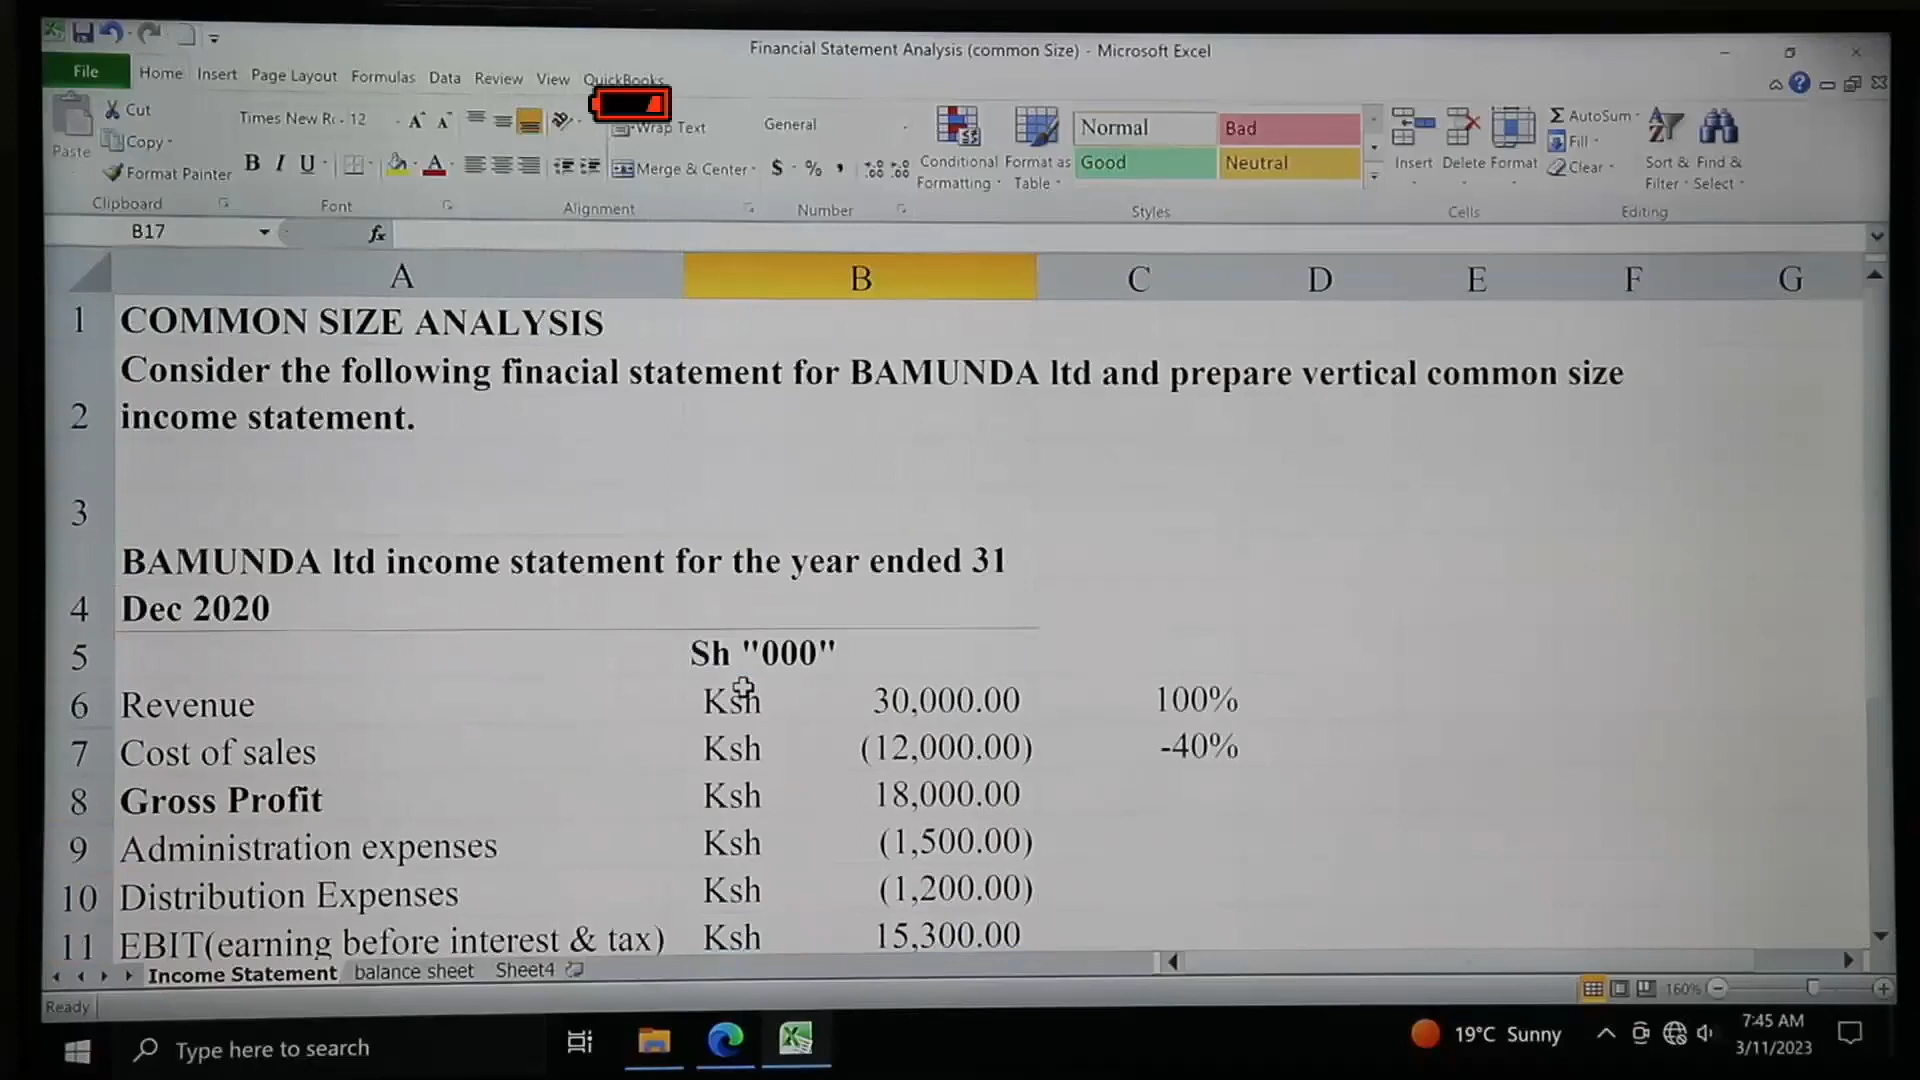 Financial Statement Analysis (common Size) - Microsoft Excel
File Home Insert Page Layout Formulas Data Review View QuickBooks
Paste
Cut
Copy
Format Painter
Clipboard
Times New R 12
B I U
Font
Wrap Text
Merge & Center
Alignment
General
$ % ,
Number
Conditional Formatting
Format as Table
Normal Bad
Good Neutral
Styles
Insert Delete Format
Cells
Σ AutoSum
Fill
Clear
Sort & Filter
Find & Select
Editing
B17 fx
A B C D E F G
1 COMMON SIZE ANALYSIS
Consider the following finacial statement for BAMUNDA ltd and prepare vertical common size
2 income statement.
3
BAMUNDA ltd income statement for the year ended 31
4 Dec 2020
5 Sh "000"
6 Revenue Ksh 30,000.00 100%
7 Cost of sales Ksh (12,000.00) -40%
8 Gross Profit Ksh 18,000.00
9 Administration expenses Ksh (1,500.00)
10 Distribution Expenses Ksh (1,200.00)
11 EBIT(earning before interest & tax) Ksh 15,300.00
Income Statement balance sheet Sheet4
Ready 160%
Type here to search 19°C Sunny 7:45 AM
3/11/2023